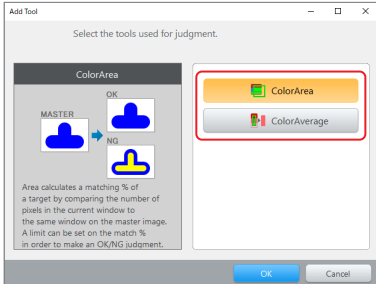 Add Tool
Select the tools used for judgment.
ColorArea
OK
MASTER
NG
Area calculates a matching % of
a target by comparing the number of
pixels in the current window to
the same window on the master image.
A limit can be set on the match %
in order to make an OK/NG judgment.
ColorArea
ColorAverage
OK
Cancel